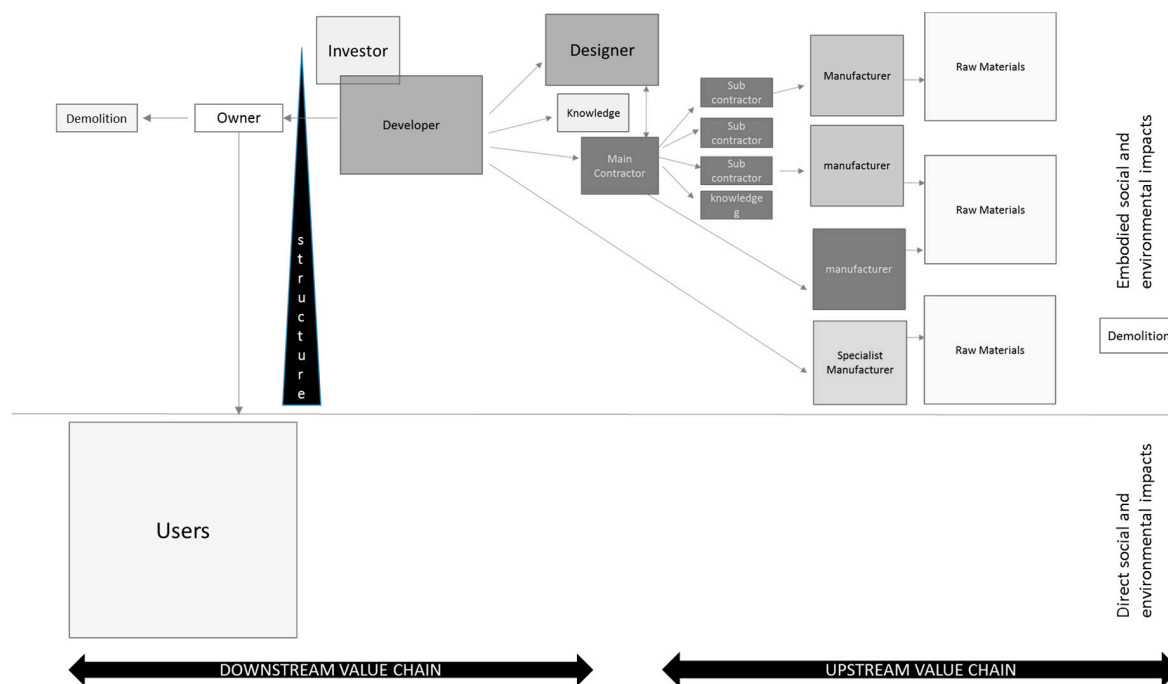 Investor
Designer
Demolition
Owner
Developer
Knowledge
Main
Contractor
Sub
contractor
Sub
contractor
Sub
contractor
knowledge
g
Manufacturer
manufacturer
manufacturer
Specialist
Manufacturer
Raw Materials
Raw Materials
Raw Materials
structure
Embodied social and
environmental impacts
Demolition
Users
Direct social and
environmental impacts
DOWNSTREAM VALUE CHAIN
UPSTREAM VALUE CHAIN